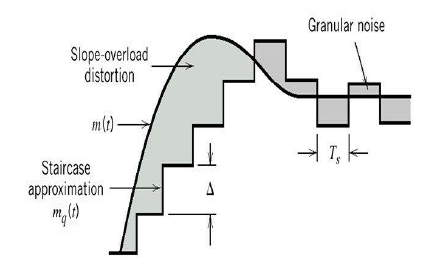 Granular noise
Slope-overload
distortion
m(t)
Staircase
approximation
m_q(t)
Δ
T_s